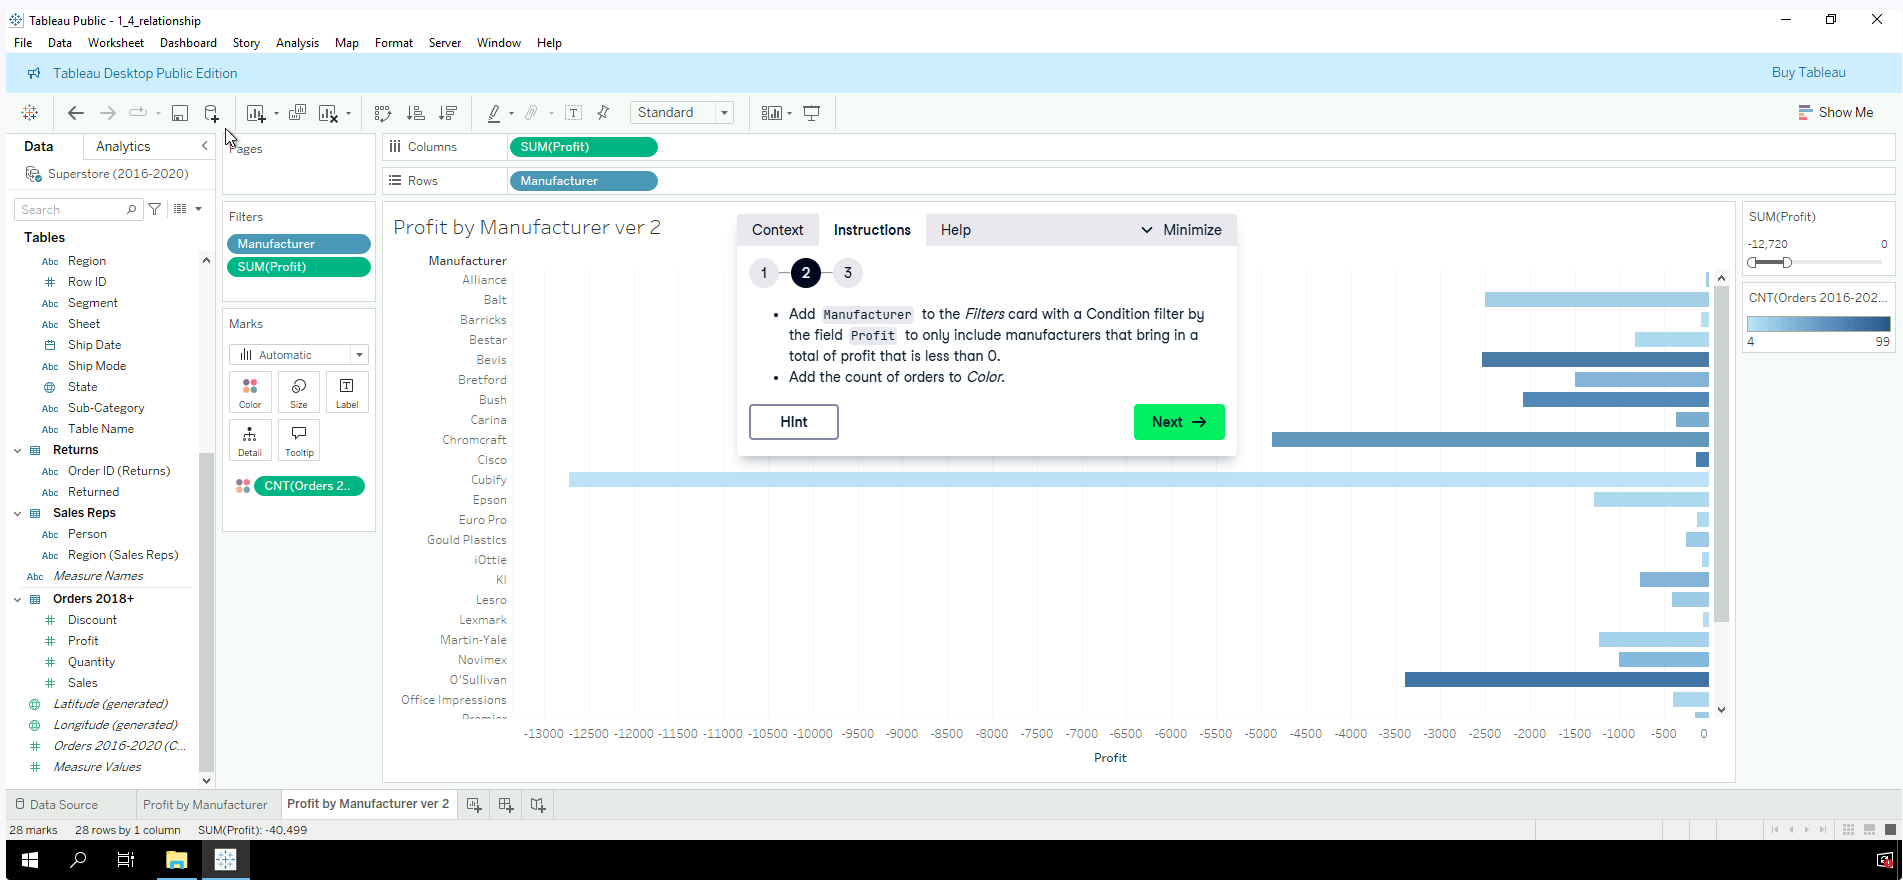 Tableau Public - 1_4_relationship
File Data Worksheet Dashboard Story Analysis Map Format Server Window Help
Tableau Desktop Public Edition
Buy Tableau
Standard
Show Me
Data
Analytics
Superstore (2016-2020)
Search
Tables
Abc Region
Row ID
Abc Segment
Abc Sheet
Ship Date
Abc Ship Mode
State
Abc Sub-Category
Abc Table Name
Returns
Abc Order ID (Returns)
Abc Returned
Sales Reps
Abc Person
Abc Region (Sales Reps)
Abc Measure Names
Orders 2018+
# Discount
# Profit
# Quantity
# Sales
Latitude (generated)
Longitude (generated)
# Orders 2016-2020 (C...
# Measure Values
Pages
Filters
Manufacturer
SUM(Profit)
Marks
Automatic
Color
Size
Label
Detail
Tooltip
CNT(Orders 2..
Columns
SUM(Profit)
Rows
Manufacturer
Profit by Manufacturer ver 2
Manufacturer
Alliance
Balt
Barricks
Bestar
Bevis
Bretford
Bush
Carina
Chromcraft
Cisco
Cubify
Epson
Euro Pro
Gould Plastics
iOttie
KI
Lesro
Lexmark
Martin-Yale
Novimex
O'Sullivan
Office Impressions
Premier
-13000 -12500 -12000 -11500 -11000 -10500 -10000 -9500 -9000 -8500 -8000 -7500 -7000 -6500 -6000 -5500 -5000 -4500 -4000 -3500 -3000 -2500 -2000 -1500 -1000 -500 0
Profit
Context
Instructions
Help
Minimize
1
2
3
• Add Manufacturer to the Filters card with a Condition filter by
the field Profit to only include manufacturers that bring in a
total of profit that is less than 0.
• Add the count of orders to Color.
Hint
Next
SUM(Profit)
-12,720 0
CNT(Orders 2016-202...
4 99
Data Source
Profit by Manufacturer
Profit by Manufacturer ver 2
28 marks 28 rows by 1 column SUM(Profit): -40,499